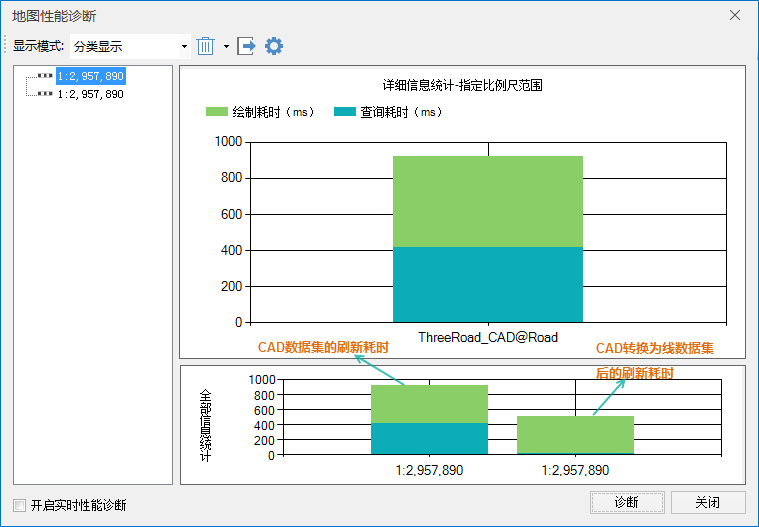 地图性能诊断
显示模式: 分类显示
1:2,957,890
1:2,957,890
详细信息统计-指定比例尺范围
绘制耗时（ms） 查询耗时（ms）
1000
800
600
400
200
0
ThreeRoad_CAD@Road
CAD数据集的刷新耗时
CAD转换为线数据集
后的刷新耗时
全部信息统计
1000
800
600
400
200
0
1:2,957,890 1:2,957,890
开启实时性能诊断
诊断 关闭